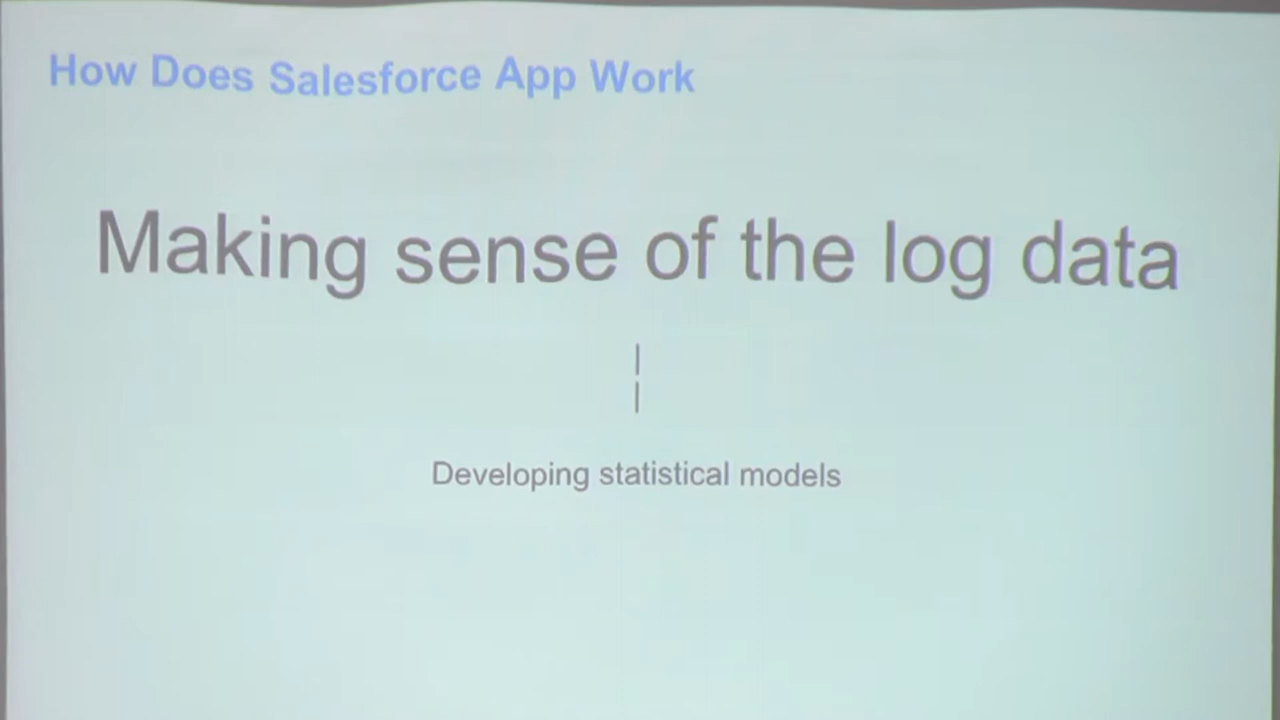 How Does Salesforce App Work
Making sense of the log data
Developing statistical models